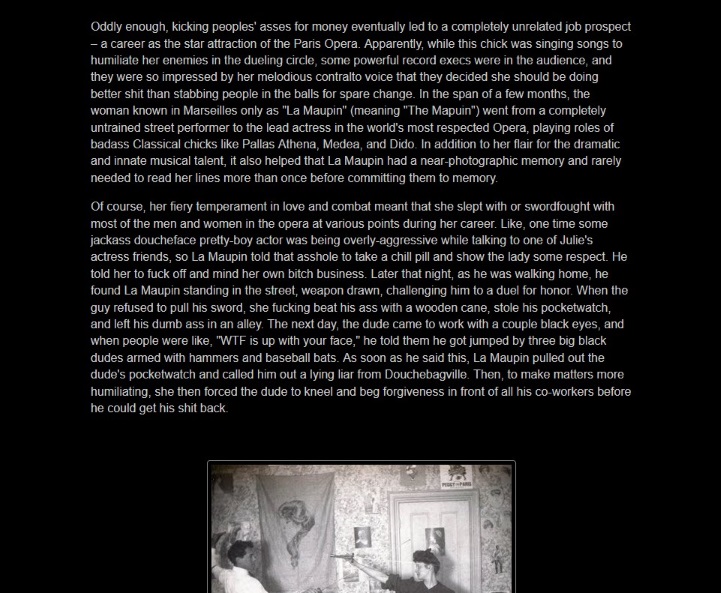 Oddly enough, kicking peoples' asses for money eventually led to a completely unrelated job prospect
– a career as the star attraction of the Paris Opera. Apparently, while this chick was singing songs to
humiliate her enemies in the dueling circle, some powerful record execs were in the audience, and
they were so impressed by her melodious contralto voice that they decided she should be doing
better shit than stabbing people in the balls for spare change. In the span of a few months, the
woman known in Marseilles only as "La Maupin" (meaning "The Mapuin") went from a completely
untrained street performer to the lead actress in the world's most respected Opera, playing roles of
badass Classical chicks like Pallas Athena, Medea, and Dido. In addition to her flair for the dramatic
and innate musical talent, it also helped that La Maupin had a near-photographic memory and rarely
needed to read her lines more than once before committing them to memory.
Of course, her fiery temperament in love and combat meant that she slept with or swordfought with
most of the men and women in the opera at various points during her career. Like, one time some
jackass doucheface pretty-boy actor was being overly-aggressive while talking to one of Julie's
actress friends, so La Maupin told that asshole to take a chill pill and show the lady some respect. He
told her to fuck off and mind her own bitch business. Later that night, as he was walking home, he
found La Maupin standing in the street, weapon drawn, challenging him to a duel for honor. When the
guy refused to pull his sword, she fucking beat his ass with a wooden cane, stole his pocketwatch,
and left his dumb ass in an alley. The next day, the dude came to work with a couple black eyes, and
when people were like, "WTF is up with your face," he told them he got jumped by three big black
dudes armed with hammers and baseball bats. As soon as he said this, La Maupin pulled out the
dude's pocketwatch and called him out a lying liar from Douchebagville. Then, to make matters more
humiliating, she then forced the dude to kneel and beg forgiveness in front of all his co-workers before
he could get his shit back.